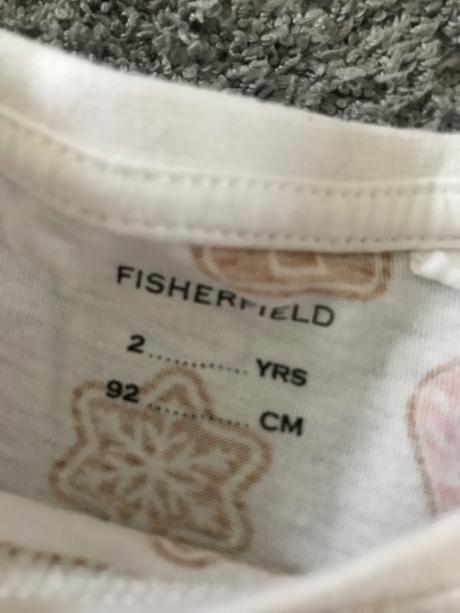 FISHERFIELD
2.............. YRS
92.............. CM